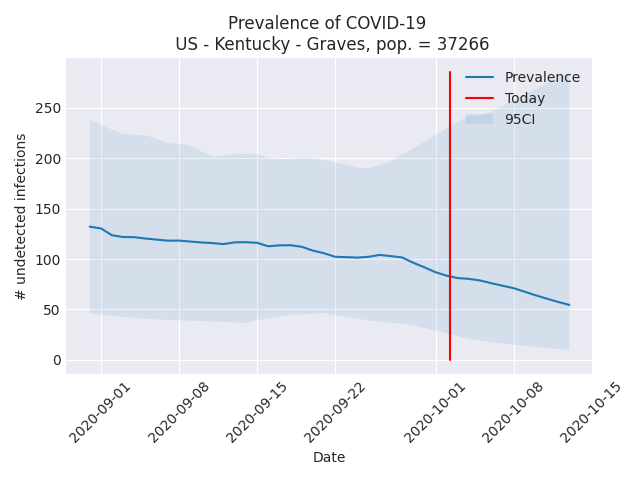 Prevalence of COVID-19
US - Kentucky - Graves, pop. = 37266
Prevalence
Today
95CI
# undetected infections
250
200
150
100
50
0
2020-09-01
2020-09-08
2020-09-15
2020-09-22
2020-10-01
2020-10-08
2020-10-15
Date